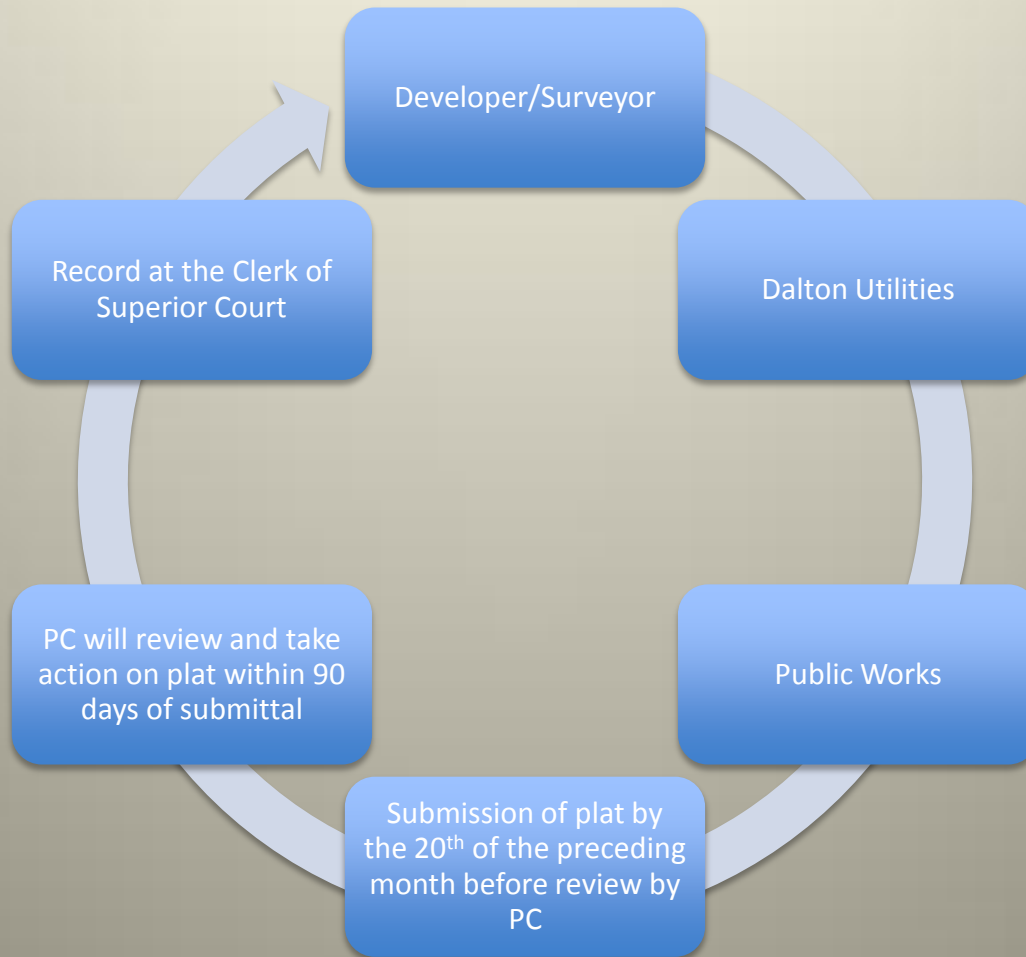 Developer/Surveyor
Dalton Utilities
Public Works
Submission of plat by
the 20th of the preceding
month before review by
PC
PC will review and take
action on plat within 90
days of submittal
Record at the Clerk of
Superior Court